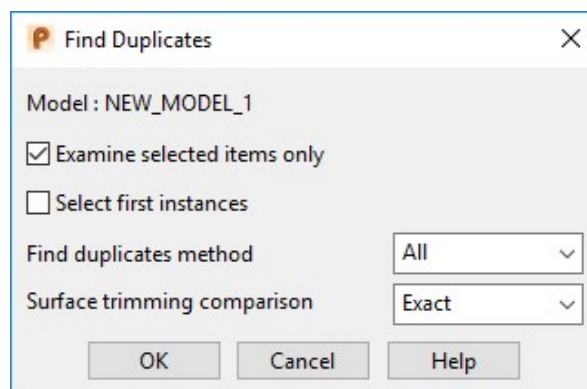 Find Duplicates
Model : NEW_MODEL_1
Examine selected items only
Select first instances
Find duplicates method All
Surface trimming comparison Exact
OK Cancel Help